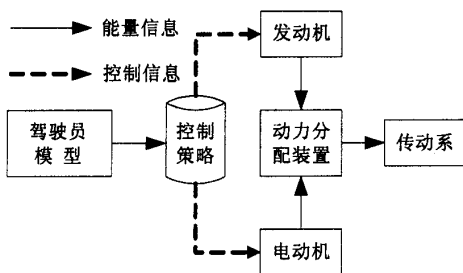 能量信息
控制信息
发动机
驾驶员
模 型
控制
策略
动力分
配装置
传动系
电动机